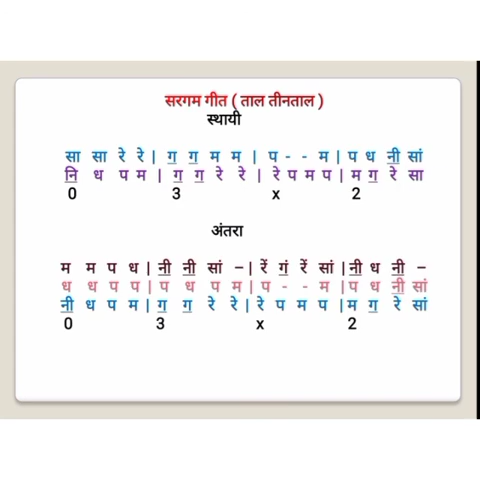 सरगम गीत ( ताल तीनताल )
स्थायी
सा सा रे रे | ग॒ ग॒ म म | प - - म | प ध नी॒ सां
नि॒ ध प म | ग॒ ग॒ रे रे | रे प म प | म ग॒ रे सा
0 3 x 2
अंतरा
म म प ध | नी॒ नी॒ सां – | रें गं॒ रें सां | नी॒ ध नी॒ –
ध ध प प | प ध प म | प - - म | प ध नी॒ सां
नी॒ ध प म | ग॒ ग॒ रे रे | रे प म प | म ग॒ रे सां
0 3 x 2